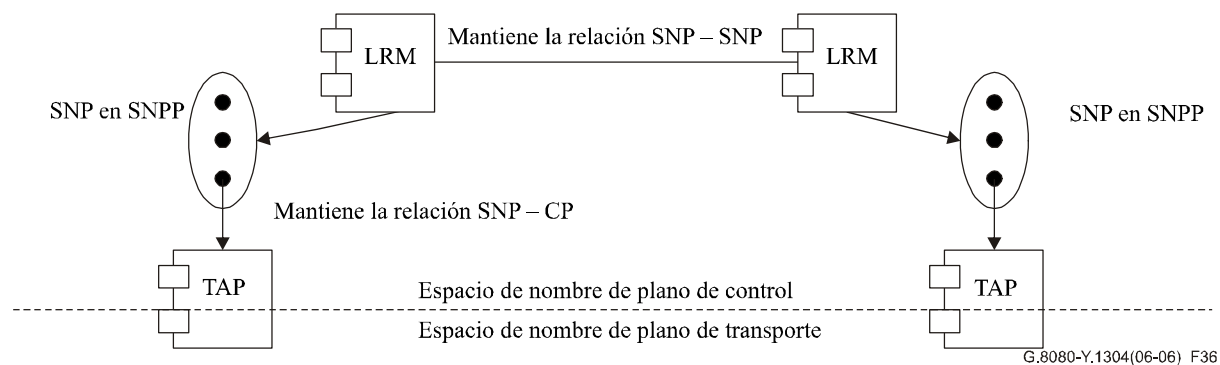 Mantiene la relación SNP – SNP
LRM
LRM
SNP en SNPP
SNP en SNPP
Mantiene la relación SNP – CP
TAP
TAP
Espacio de nombre de plano de control
Espacio de nombre de plano de transporte
G.8080-Y.1304(06-06) F36